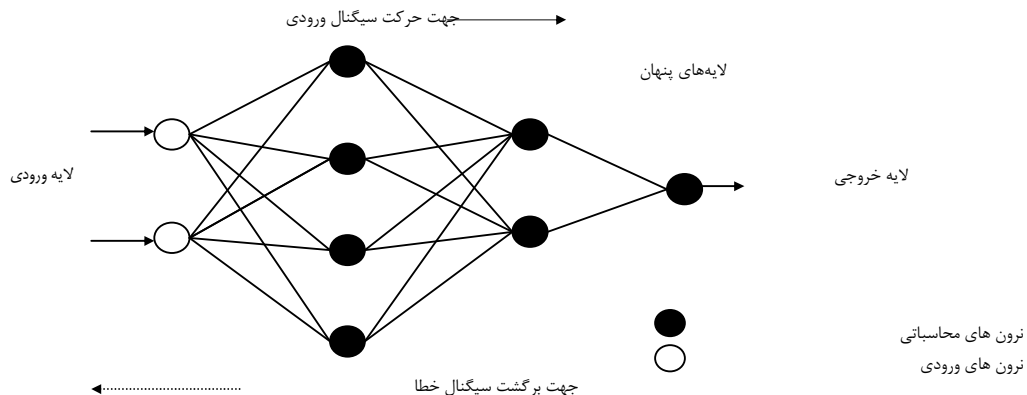 جهت حرکت سیگنال ورودی
لایه‌های پنهان
لایه ورودی
لایه خروجی
نرون های محاسباتی
نرون های ورودی
جهت برگشت سیگنال خطا